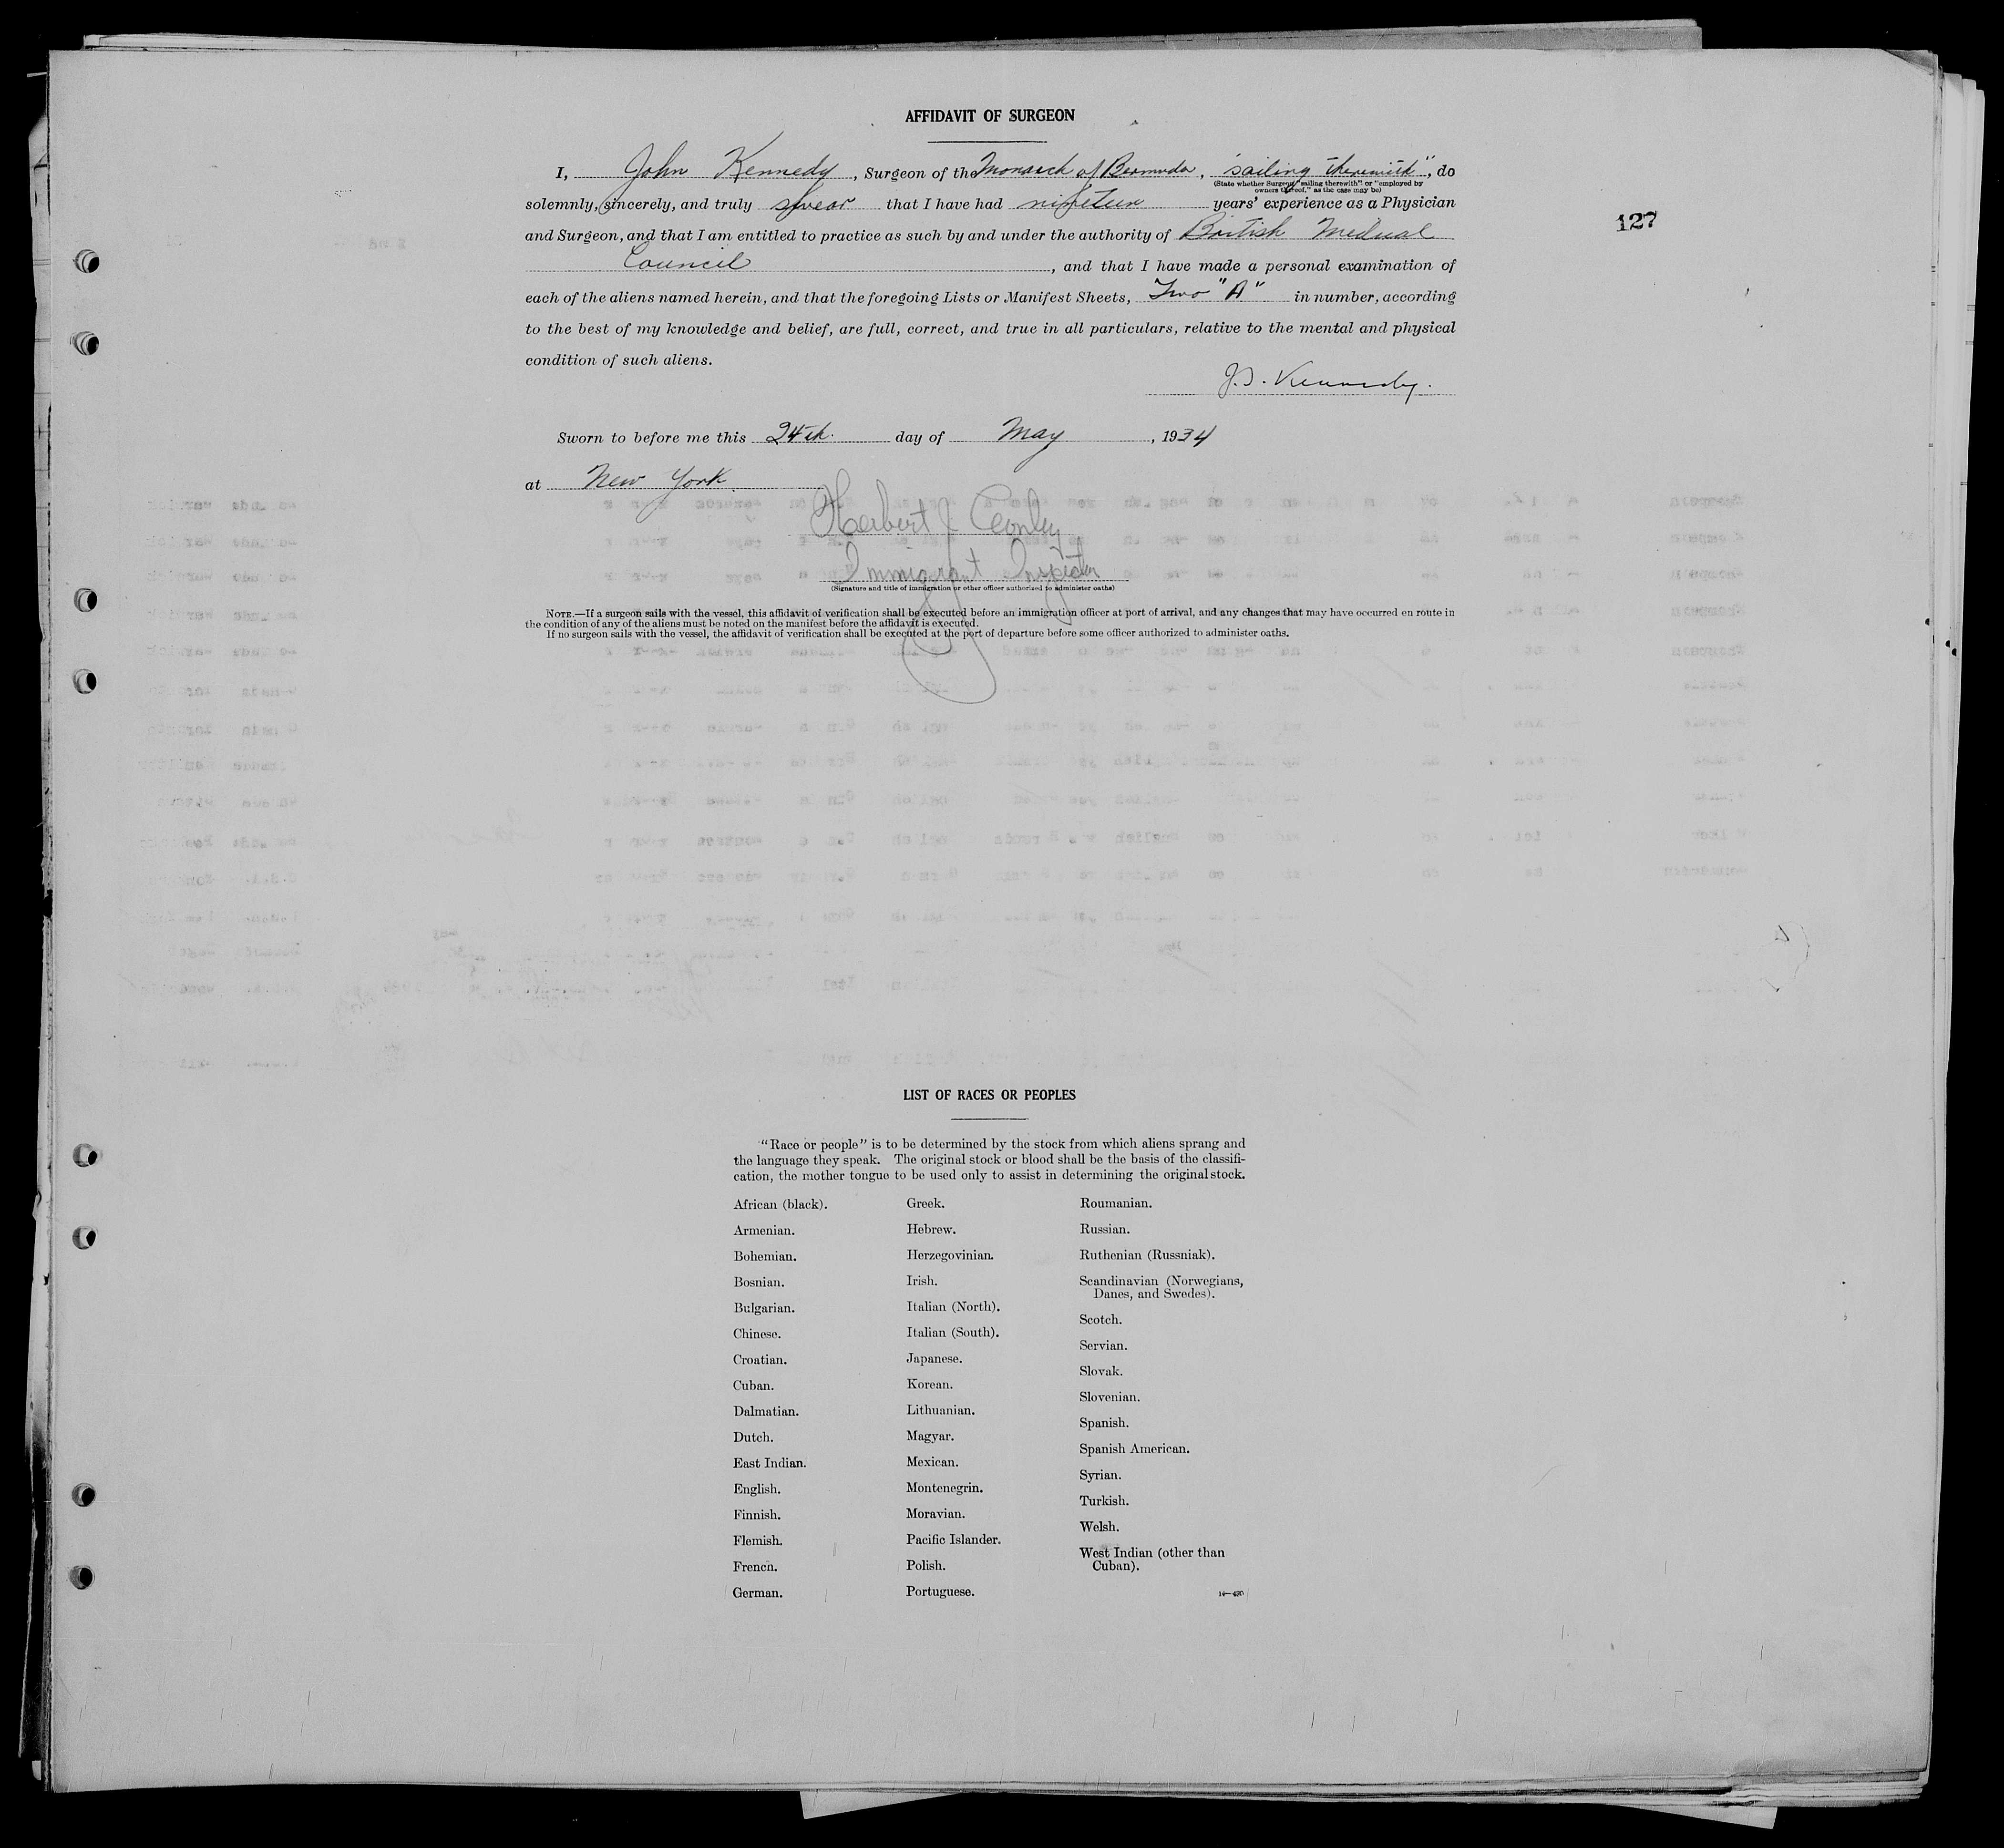 AFFIDAVIT OF SURGEON
I, John Kennedy, Surgeon of the Monarch of Bermuda, "sailing therewith", do
(State whether Surgeon "sailing therewith" or "employed by
owners thereof," as the case may be)
solemnly, sincerely, and truly swear that I have had nineteen years' experience as a Physician
127
and Surgeon, and that I am entitled to practice as such by and under the authority of British Medical
Council, and that I have made a personal examination of
each of the aliens named herein, and that the foregoing Lists or Manifest Sheets, Two "A" in number, according
to the best of my knowledge and belief, are full, correct, and true in all particulars, relative to the mental and physical
condition of such aliens.
J. Kennedy.
Sworn to before me this 24th. day of May, 1934
at New York
Herbert J
Immigrant Inspector
(Signature and title of immigration or other officer authorized to administer oaths)
NOTE.—If a surgeon sails with the vessel, this affidavit of verification shall be executed before an immigration officer at port of arrival, and any changes that may have occurred en route in
the condition of any of the aliens must be noted on the manifest before the affidavit is executed.
If no surgeon sails with the vessel, the affidavit of verification shall be executed at the port of departure before some officer authorized to administer oaths.
LIST OF RACES OR PEOPLES
"Race or people" is to be determined by the stock from which aliens sprang and
the language they speak. The original stock or blood shall be the basis of the classifi-
cation, the mother tongue to be used only to assist in determining the original stock.
African (black).
Armenian.
Bohemian.
Bosnian.
Bulgarian.
Chinese.
Croatian.
Cuban.
Dalmatian.
Dutch.
East Indian.
English.
Finnish.
Flemish.
French.
German.
Greek.
Hebrew.
Herzegovinian.
Irish.
Italian (North).
Italian (South).
Japanese.
Korean.
Lithuanian.
Magyar.
Mexican.
Montenegrin.
Moravian.
Pacific Islander.
Polish.
Portuguese.
Roumanian.
Russian.
Ruthenian (Russniak).
Scandinavian (Norwegians,
Danes, and Swedes).
Scotch.
Servian.
Slovak.
Slovenian.
Spanish.
Spanish American.
Syrian.
Turkish.
Welsh.
West Indian (other than
Cuban).